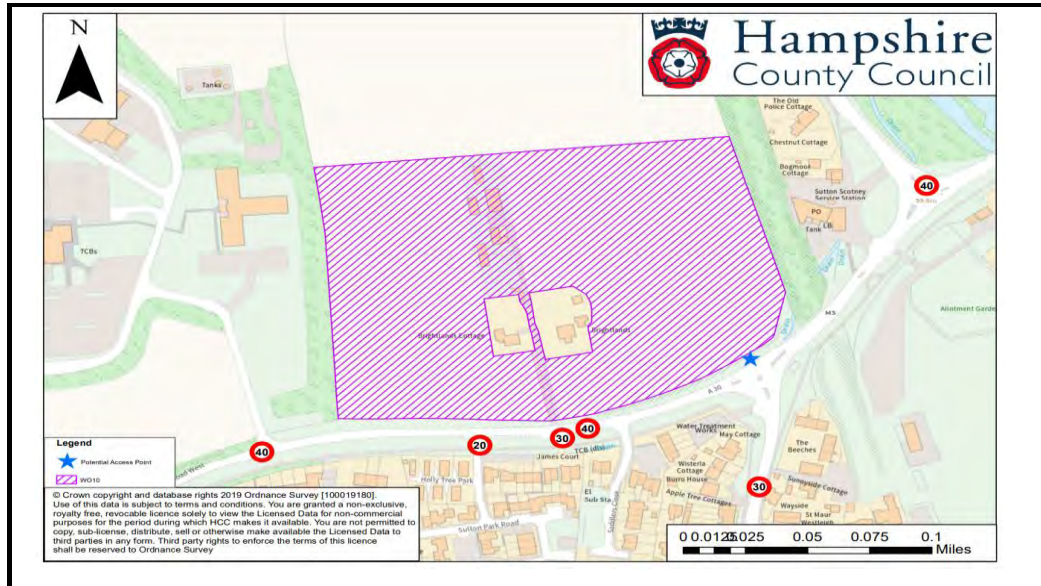 N
Hampshire
County Council
Tanks
The Old
Police Cottage
Chestnut Cottage
Bogmoor
Cottage
Sutton Scotney
Service Station
PO
LB
Tank
Drain
Drain
40
TCBs
Allotment Garde
Brightlands Cottage
Brightlands
A 30
40
20
30
40
30
TCB
James Court
Water Treatment
Works
May Cottage
The
Beeches
Wisteria
Cottage
Burro House
Apple Tree Cottages
Sunnyside Cottage
Wayside
St Maur
Westleigh
Holly Tree Park
El
Sub Sta
Sutton Park Road
Legend
Potential Access Point
WO10
© Crown copyright and database rights 2019 Ordnance Survey [100019180].
Use of this data is subject to terms and conditions. You are granted a non-exclusive,
royalty free, revocable licence solely to view the Licensed Data for non-commercial
purposes for the period during which HCC makes it available. You are not permitted to
copy, sub-license, distribute, sell or otherwise make available the Licensed Data to
third parties in any form. Third party rights to enforce the terms of this licence
shall be reserved to Ordnance Survey
0 0.0125 0.025 0.05 0.075 0.1
Miles